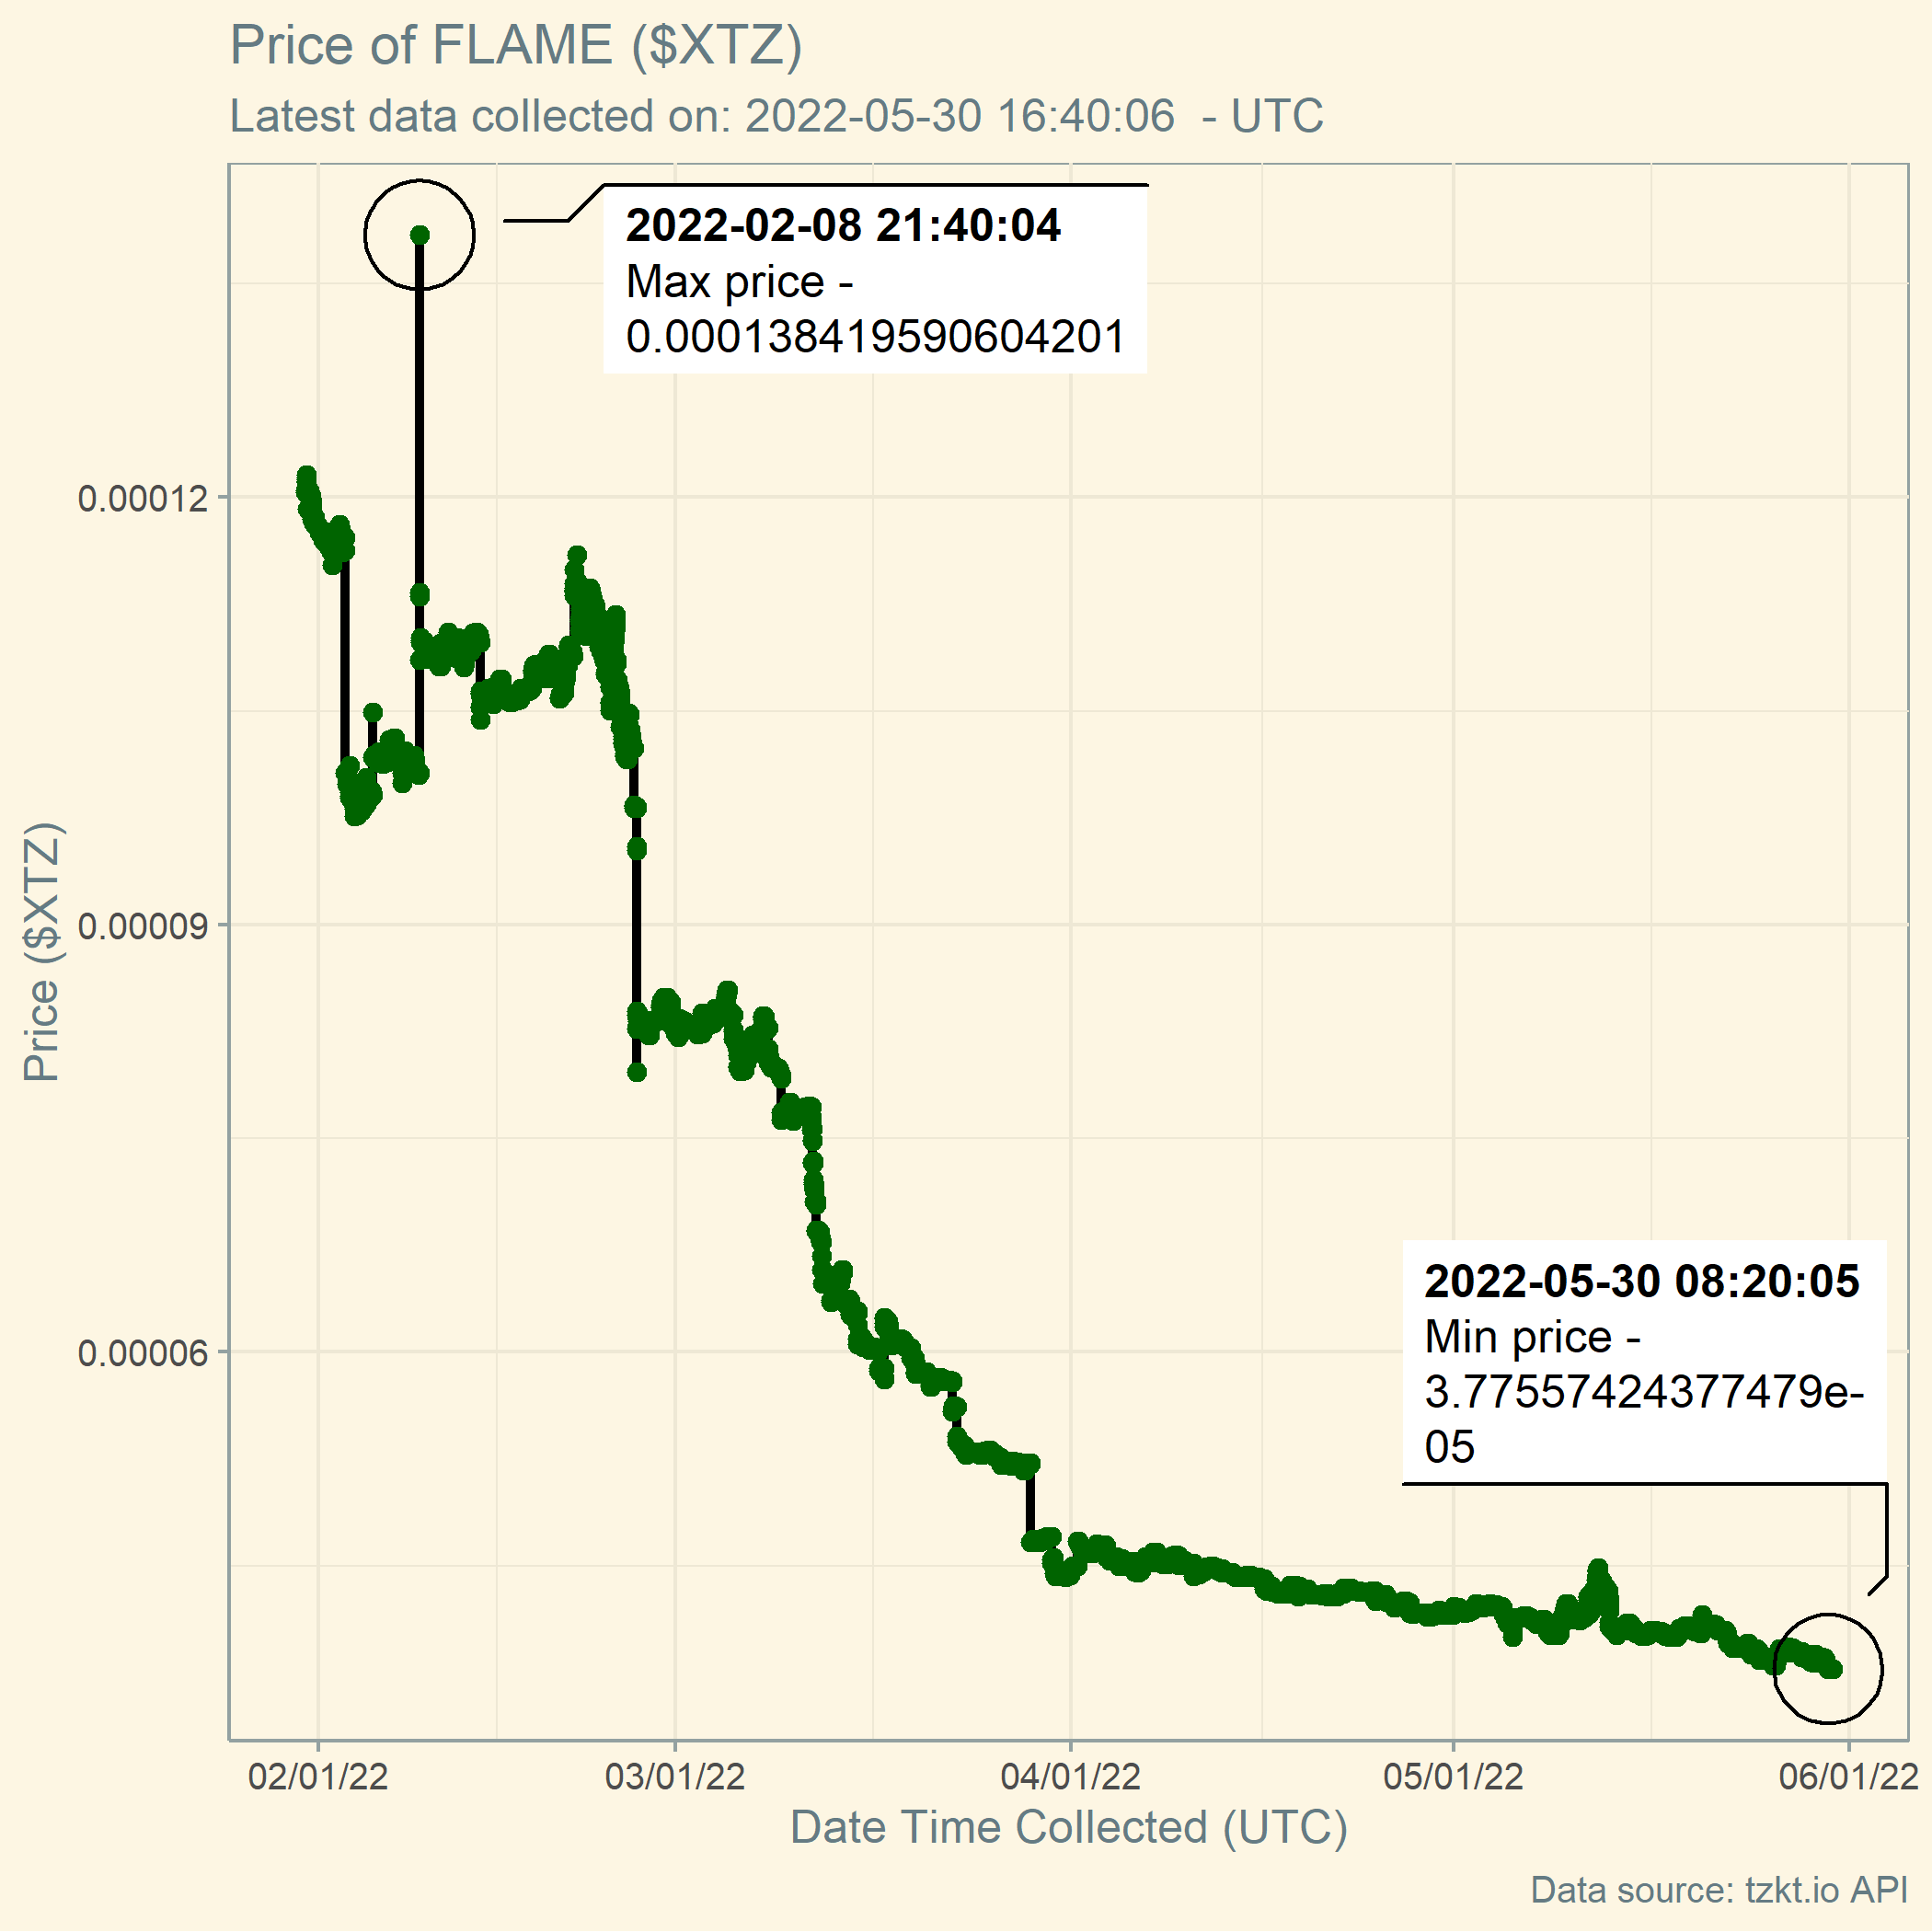 Price of FLAME ($XTZ)
Latest data collected on: 2022-05-30 16:40:06  - UTC
2022-02-08 21:40:04
Max price -
0.000138419590604201
0.00012
0.00009
0.00006
Price ($XTZ)
2022-05-30 08:20:05
Min price -
3.77557424377479e-
05
02/01/22
03/01/22
04/01/22
05/01/22
06/01/22
Date Time Collected (UTC)
Data source: tzkt.io API